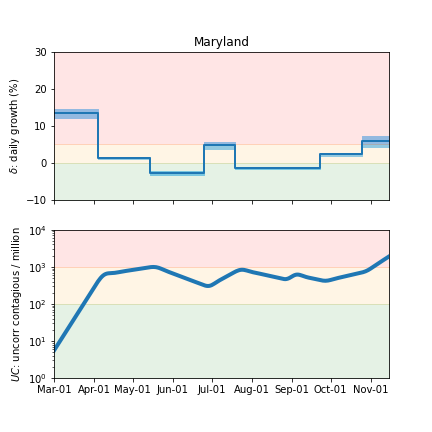 Maryland
δ: daily growth (%)
30
20
10
0
−10
UC: uncorr contagious / million
10⁴
10³
10²
10¹
10⁰
Mar-01 Apr-01 May-01 Jun-01 Jul-01 Aug-01 Sep-01 Oct-01 Nov-01